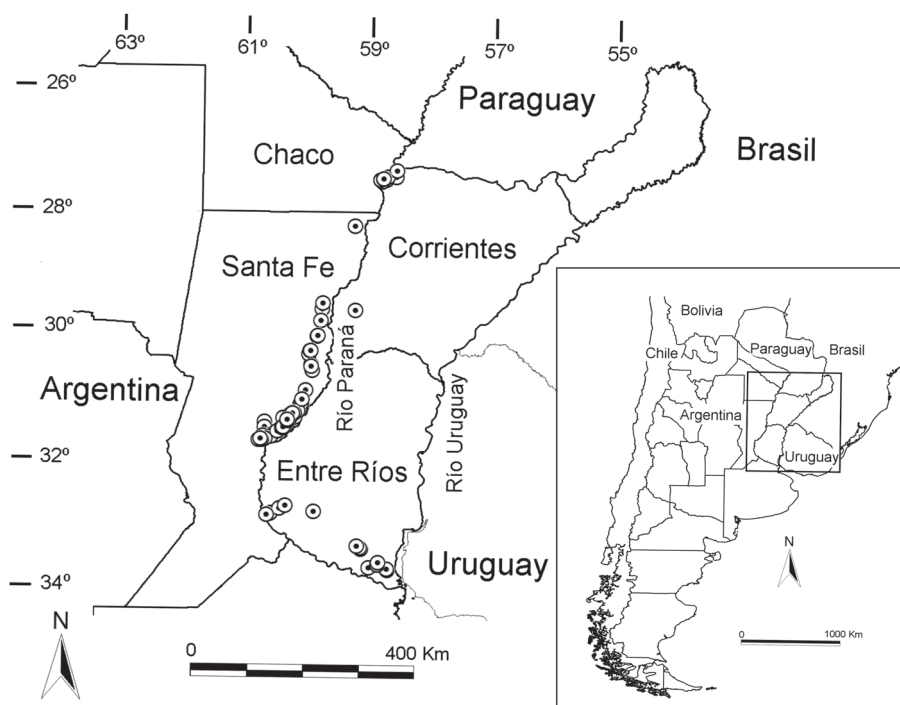 63º
61º
59º
57º
55º
26º
28º
30º
32º
34º
Paraguay
Brasil
Chaco
Corrientes
Santa Fe
Río Paraná
Argentina
Río Uruguay
Entre Ríos
Uruguay
N
0
400 Km
Bolivia
Chile
Paraguay
Brasil
Argentina
Uruguay
N
0
1000 Km